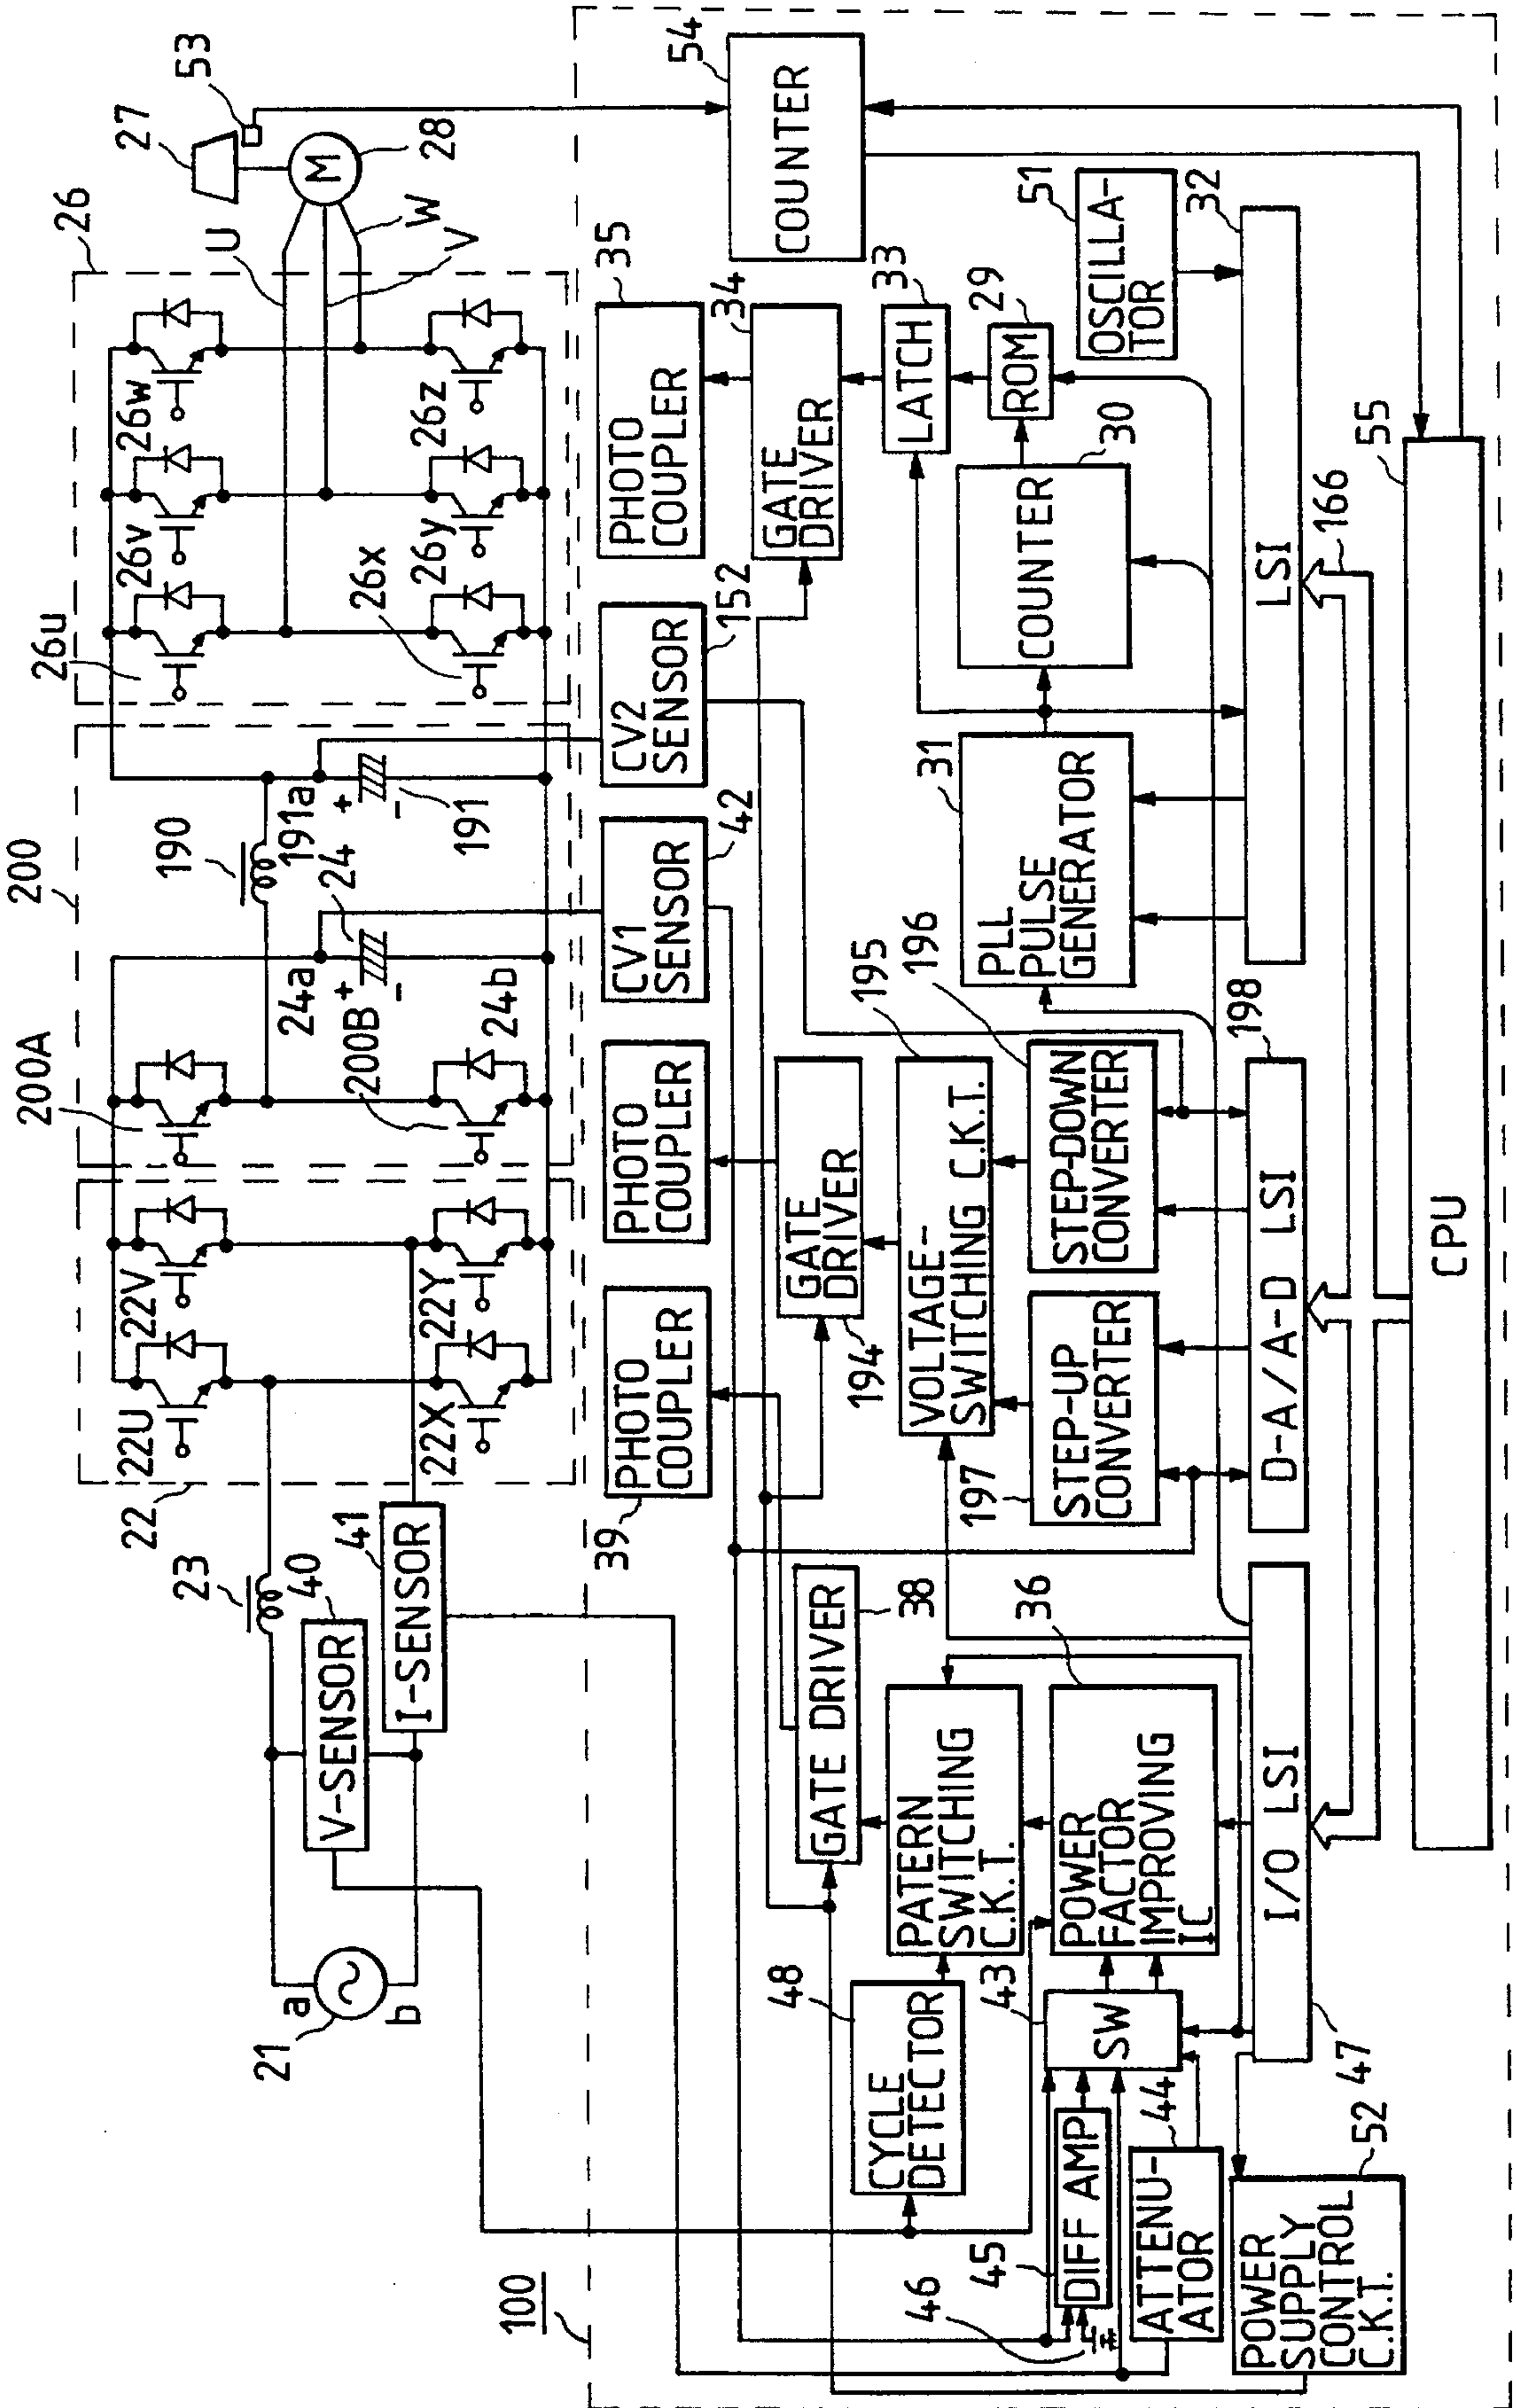 200
26
27
53
200A
190
191a
24
24a
200B
24b
191
26u
26v
26w
26x
26y
26z
U
V
W
M
28
22
22U
22V
22X
22Y
23
40
V-SENSOR
41
I-SENSOR
21
a
b
100
39
PHOTO
COUPLER
PHOTO
COUPLER
CV1
SENSOR
42
CV2
SENSOR
152
PHOTO
COUPLER
35
54
COUNTER
GATE DRIVER
38
GATE
DRIVER
194
GATE
DRIVER
34
48
CYCLE
DETECTOR
PATERN
SWITCHING
C.K.T.
VOLTAGE-
SWITCHING C.K.T.
195
LATCH
33
46
45
DIFF AMP
43
SW
36
POWER
FACTOR
IMPROVING
IC
197
STEP-UP
CONVERTER
196
STEP-DOWN
CONVERTER
31
PLL
PULSE
GENERATOR
COUNTER
30
ROM
29
51
OSCILLA-
TOR
44
ATTENU-
ATOR
52
POWER
SUPPLY
CONTROL
C.K.T.
47
I/O LSI
D-A/A-D LSI
198
LSI
32
166
CPU
55
+
-
+
-